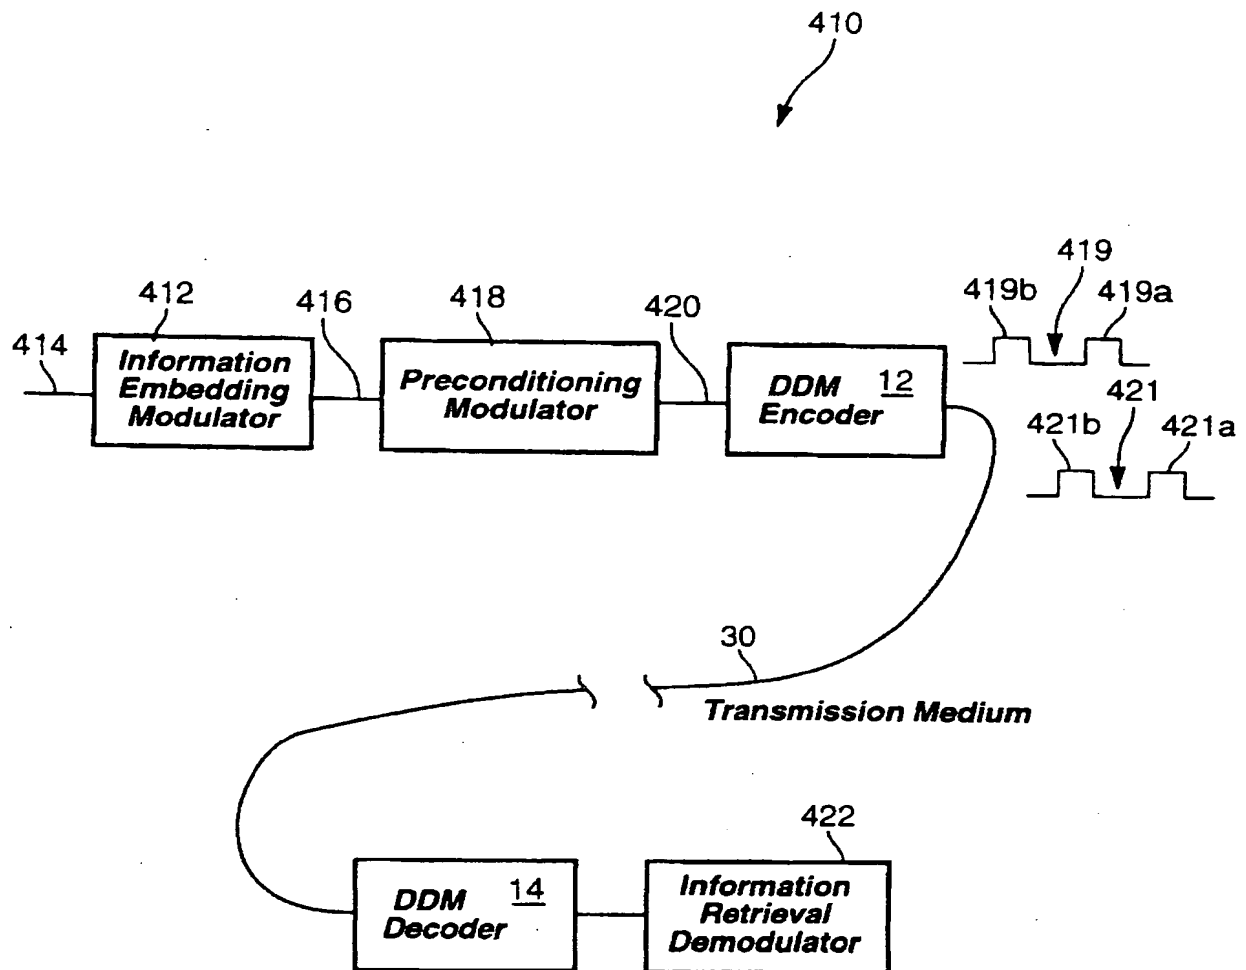 410
419
412
416
418
420
419b
419a
414
Information
Embedding
Modulator
Preconditioning
Modulator
DDM
Encoder
12
421
421b
421a
30
Transmission Medium
422
DDM
Decoder
14
Information
Retrieval
Demodulator